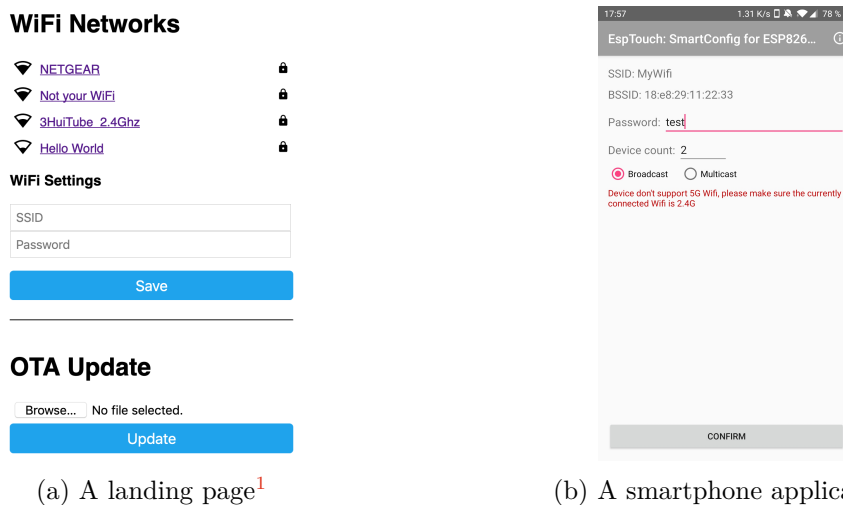 WiFi Networks
NETGEAR
Not your WiFi
3HuiTube_2.4Ghz
Hello World
WiFi Settings
SSID
Password
Save
OTA Update
Browse... No file selected.
Update
(a) A landing page1
17:57 1.31 K/s 78 %
EspTouch: SmartConfig for ESP826...
SSID: MyWifi
BSSID: 18:e8:29:11:22:33
Password: test
Device count: 2
Broadcast Multicast
Device don't support 5G Wifi, please make sure the currently
connected Wifi is 2.4G
CONFIRM
(b) A smartphone applica